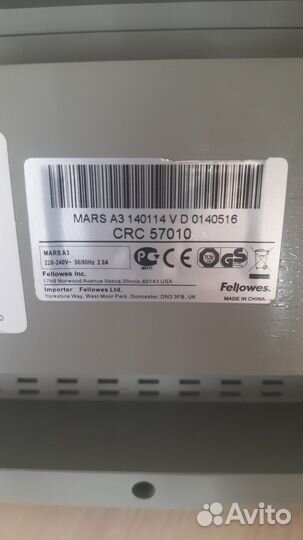 MARS A3 140114 V D 0140516
CRC 57010
MARS A3
220-240V~ 50/60Hz 2.0A
Fellowes Inc.
1789 Norwood Avenue Itasca, Illinois, 60143 USA
Importer: Fellowes Ltd.
Yorkshire Way, West Moor Park, Doncaster, DN3 3FB, UK
Fellowes.
MADE IN CHINA
Avito